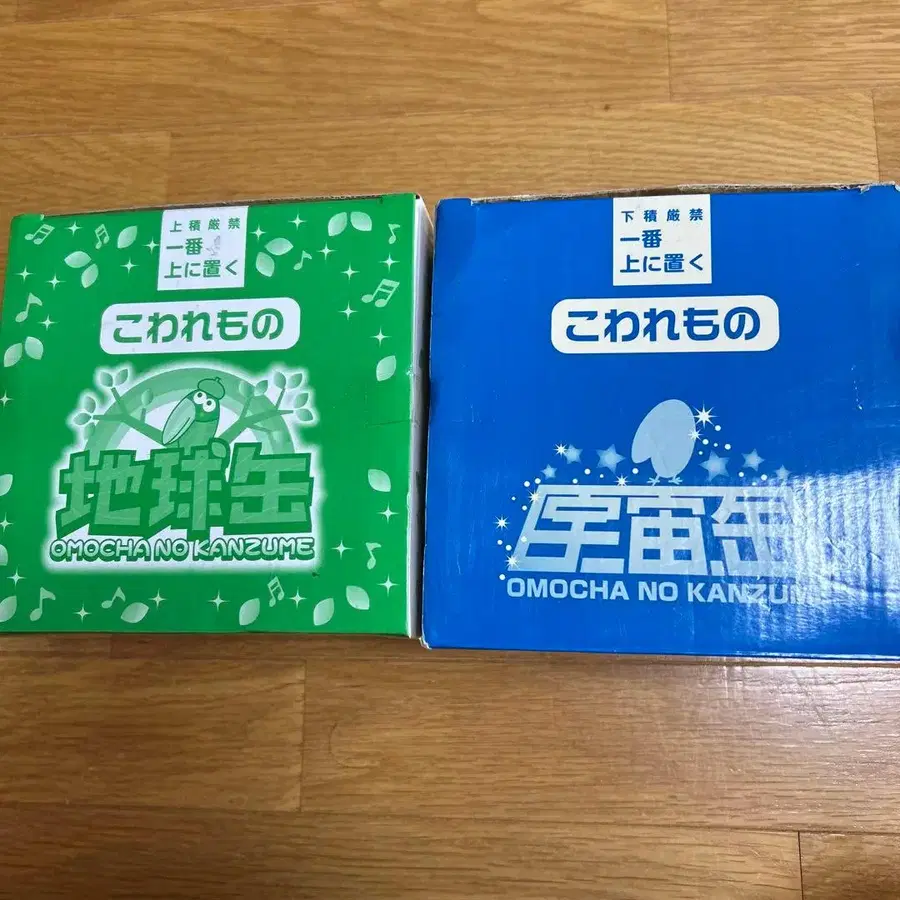 上積厳禁
一番
上に置く
こわれもの
地球缶
OMOCHA NO KANZUME
下積厳禁
一番
上に置く
こわれもの
宇宙缶
OMOCHA NO KANZUM